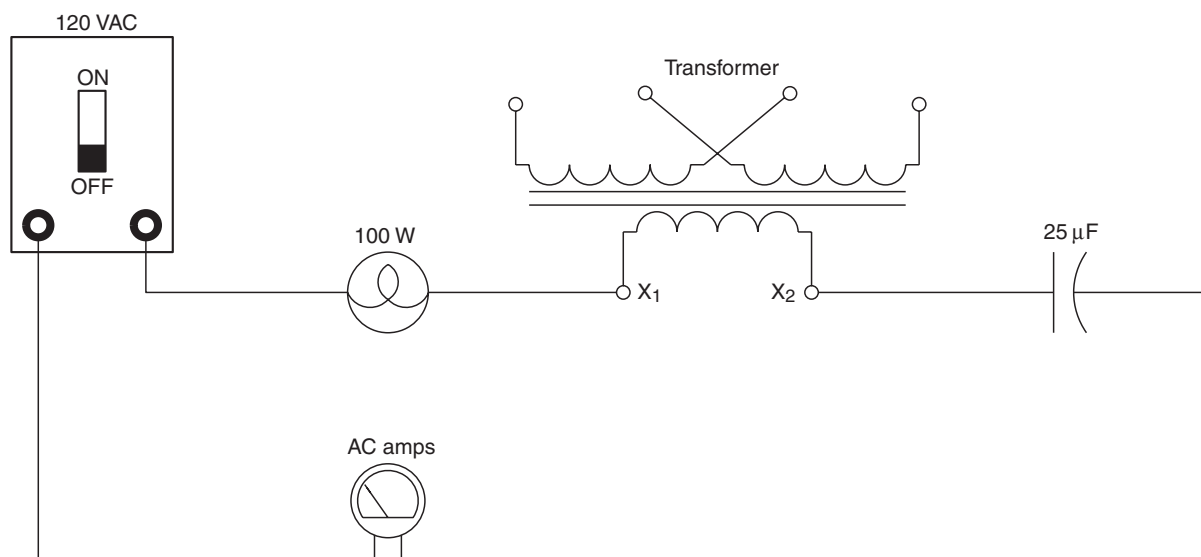 120 VAC
ON
OFF
Transformer
100 W
X₁
X₂
25 μF
AC amps